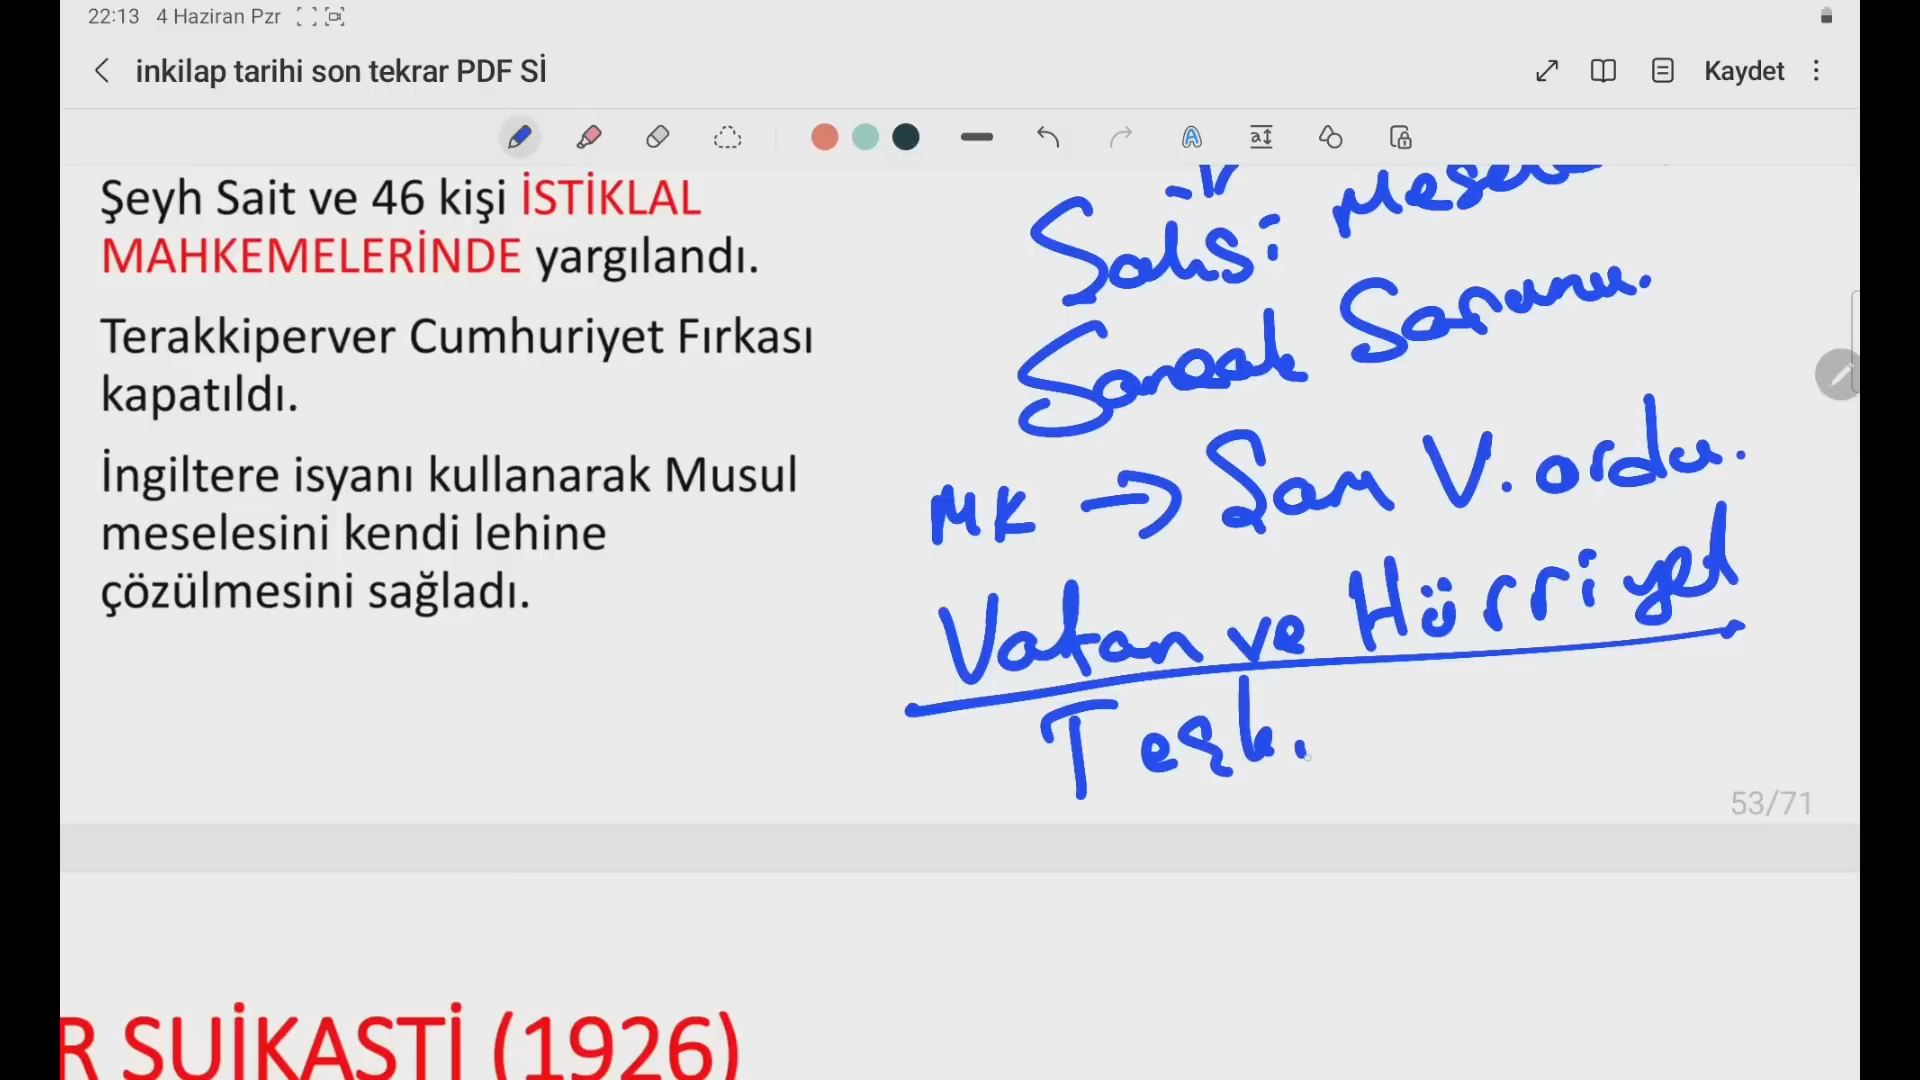 22:13 4 Haziran Pzr
inkilap tarihi son tekrar PDF Sİ
Kaydet
Şeyh Sait ve 46 kişi İSTİKLAL
MAHKEMELERİNDE yargılandı.
Terakkiperver Cumhuriyet Fırkası
kapatıldı.
İngiltere isyanı kullanarak Musul
meselesini kendi lehine
çözülmesini sağladı.
Şahsi
Sancak Sorunu.
MK → Şam V. ordu.
Vatan ve Hürriyet
Teşk.
53/71
R SUİKASTİ (1926)